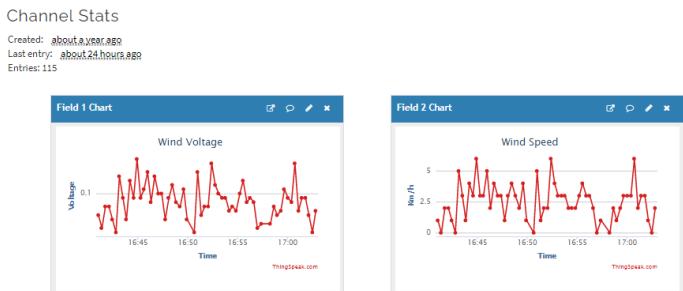 Channel Stats
Created: about a year ago
Last entry: about 24 hours ago
Entries: 115
Field 1 Chart
Wind Voltage
Voltage
0.1
16:45 16:50 16:55 17:00
Time
ThingSpeak.com
Field 2 Chart
Wind Speed
Km/h
5
2.5
0
16:45 16:50 16:55 17:00
Time
ThingSpeak.com